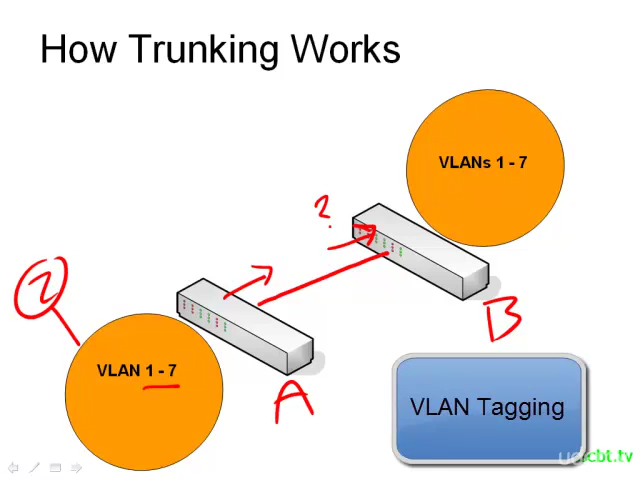 How Trunking Works
VLANs 1 - 7
?
2
VLAN 1 - 7
A
B
VLAN Tagging
cbt.tv